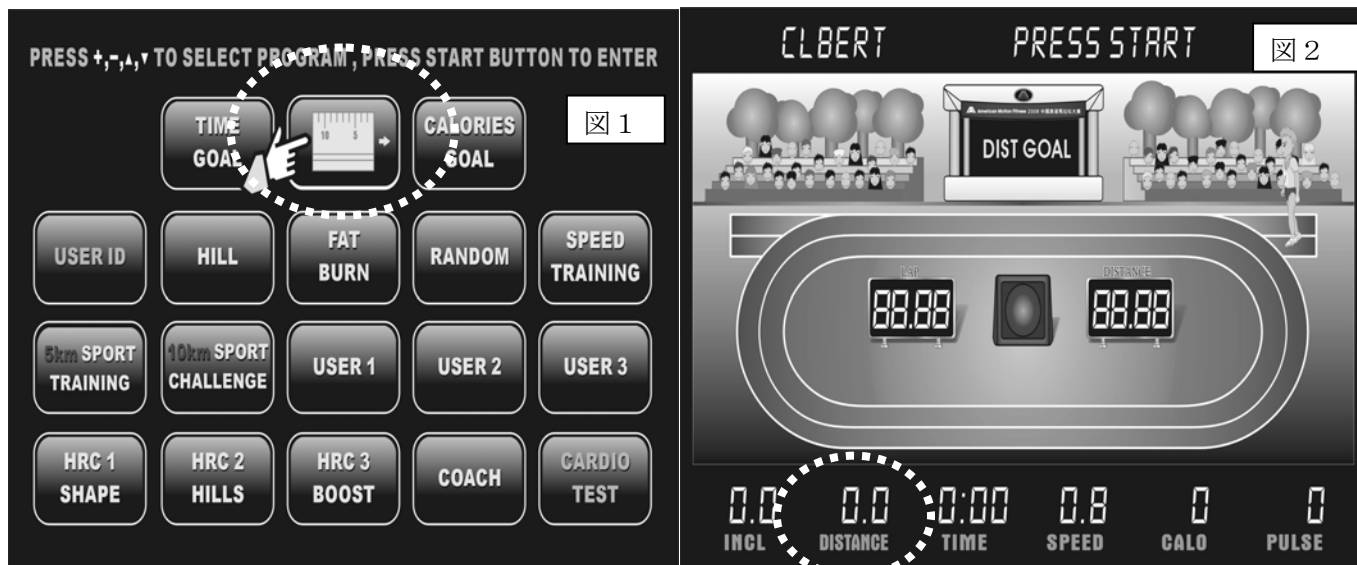 PRESS +,-,▲,▼ TO SELECT PROGRAM , PRESS START BUTTON TO ENTER
図1
TIME
GOAL
10 5
CALORIES
GOAL
USER ID
HILL
FAT
BURN
RANDOM
SPEED
TRAINING
5km SPORT
TRAINING
10km SPORT
CHALLENGE
USER 1
USER 2
USER 3
HRC 1
SHAPE
HRC 2
HILLS
HRC 3
BOOST
COACH
CARDIO
TEST
CLBERT PRESS START
図2
DIST GOAL
LAP
88.88
DISTANCE
88.88
0.0 0.0 0:00 0.8 0 0
INCL DISTANCE TIME SPEED CALO PULSE